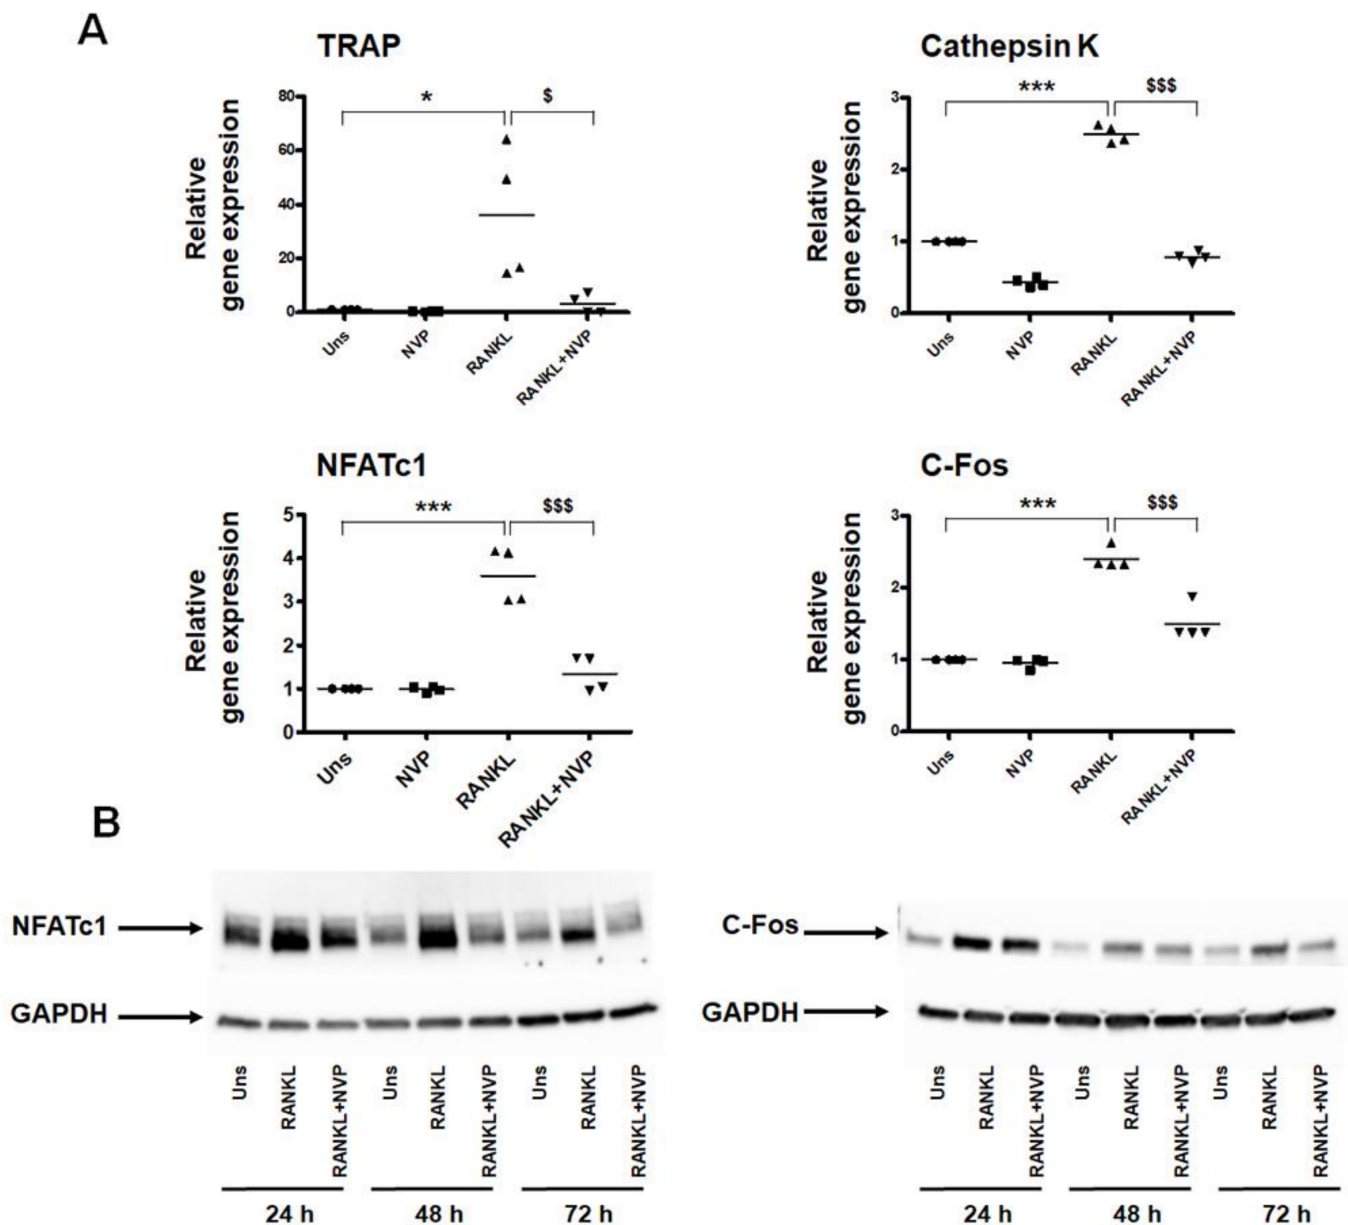 A
TRAP
* $
Relative
gene expression
80
60
40
20
0
Uns NVP RANKL RANKL+NVP
Cathepsin K
*** $$$
Relative
gene expression
3
2
1
0
Uns NVP RANKL RANKL+NVP
NFATc1
*** $$$
Relative
gene expression
5
4
3
2
1
0
Uns NVP RANKL RANKL+NVP
C-Fos
*** $$$
Relative
gene expression
3
2
1
0
Uns NVP RANKL RANKL+NVP
B
NFATc1
GAPDH
Uns RANKL RANKL+NVP Uns RANKL RANKL+NVP Uns RANKL RANKL+NVP
24 h 48 h 72 h
C-Fos
GAPDH
Uns RANKL RANKL+NVP Uns RANKL RANKL+NVP Uns RANKL RANKL+NVP
24 h 48 h 72 h